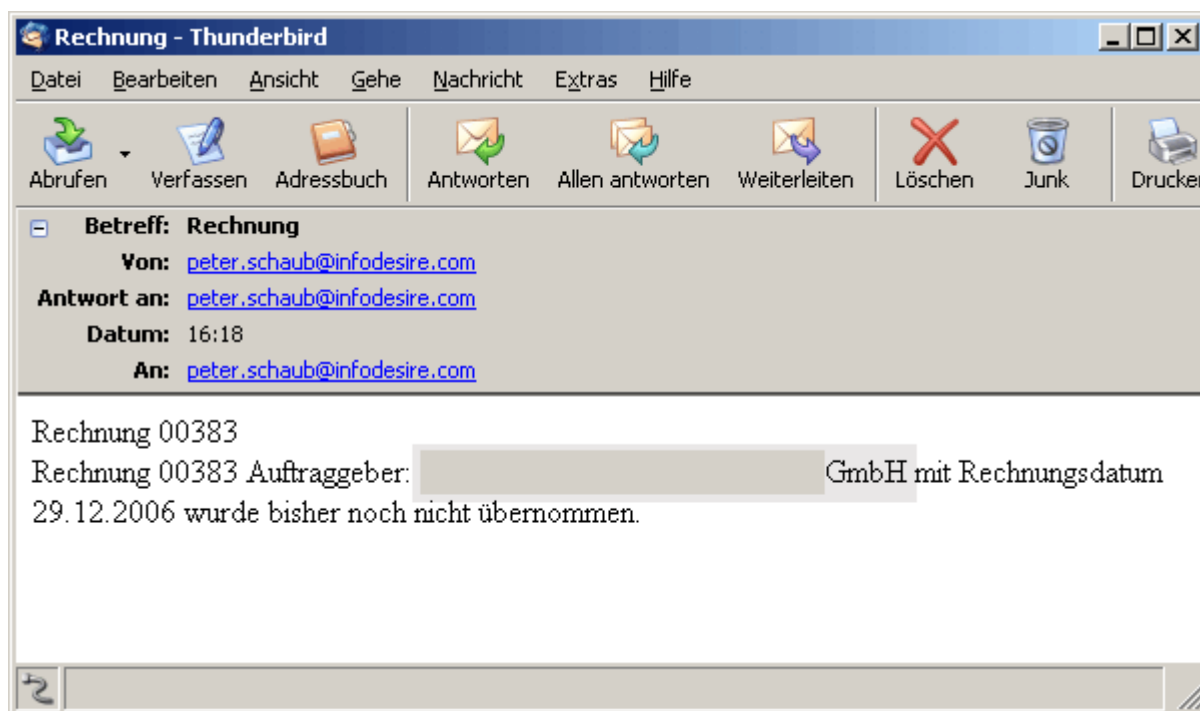 Rechnung - Thunderbird
Datei Bearbeiten Ansicht Gehe Nachricht Extras Hilfe
Abrufen Verfassen Adressbuch Antworten Allen antworten Weiterleiten Löschen Junk Drucken
Betreff: Rechnung
Von: peter.schaub@infodesire.com
Antwort an: peter.schaub@infodesire.com
Datum: 16:18
An: peter.schaub@infodesire.com
Rechnung 00383
Rechnung 00383 Auftraggeber: GmbH mit Rechnungsdatum
29.12.2006 wurde bisher noch nicht übernommen.